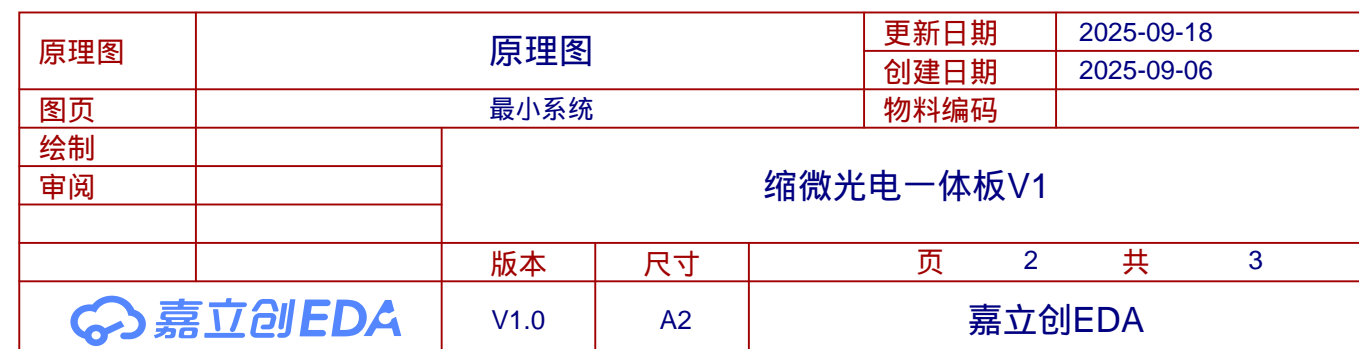 原理图 原理图 更新日期 2025-09-18
创建日期 2025-09-06
图页 最小系统 物料编码
绘制
审阅
缩微光电一体板V1
版本 尺寸 页 2 共 3
嘉立创EDA V1.0 A2 嘉立创EDA